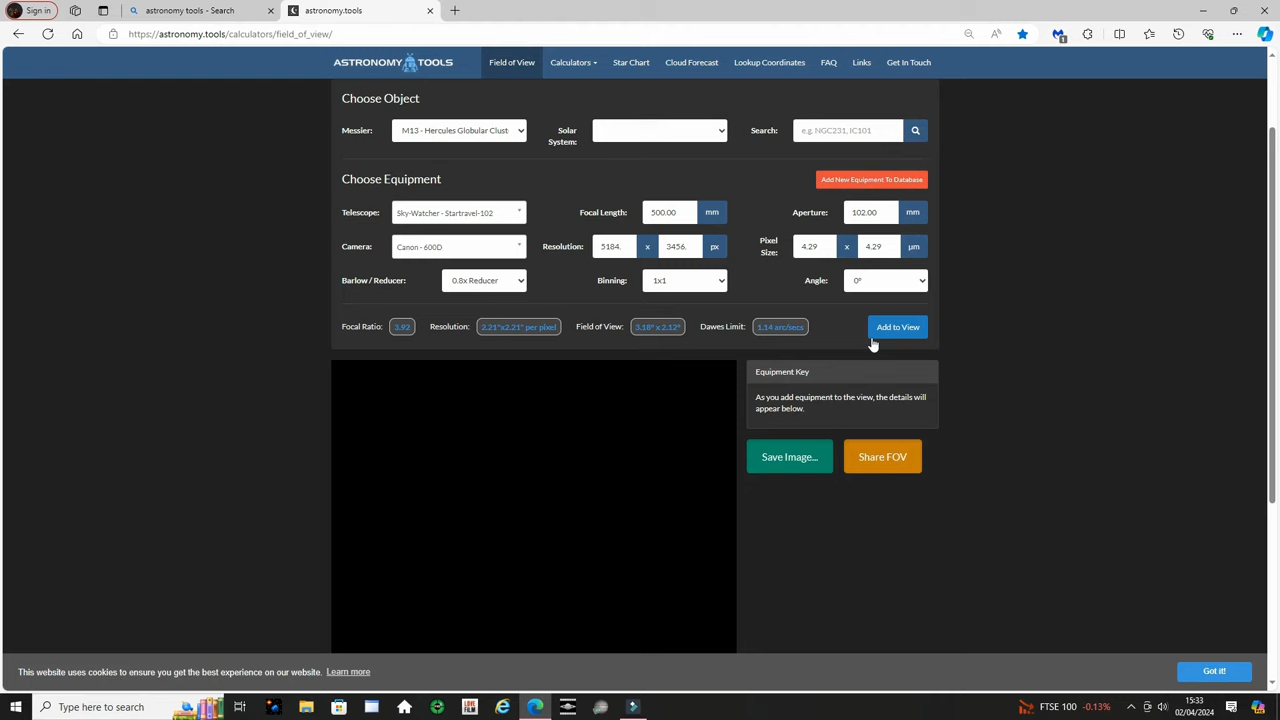 Sign in
astronomy tools - Search
astronomy.tools
https://astronomy.tools/calculators/field_of_view/
1
ASTRONOMY TOOLS
Field of View
Calculators
Star Chart
Cloud Forecast
Lookup Coordinates
FAQ
Links
Get In Touch
Choose Object
Messier:
M13 - Hercules Globular Clust
Solar
System:
Search:
e.g. NGC231, IC101
Choose Equipment
Add New Equipment To Database
Telescope:
Sky-Watcher - Startravel-102
Focal Length:
500.00
mm
Aperture:
102.00
mm
Camera:
Canon - 600D
Resolution:
5184.
x
3456.
px
Pixel
Size:
4.29
x
4.29
µm
Barlow / Reducer:
0.8x Reducer
Binning:
1x1
Angle:
0°
Focal Ratio:
3.92
Resolution:
2.21"x2.21" per pixel
Field of View:
3.18° x 2.12°
Dawes Limit:
1.14 arc/secs
Add to View
Equipment Key
As you add equipment to the view, the details will
appear below.
Save Image...
Share FOV
This website uses cookies to ensure you get the best experience on our website. Learn more
Got it!
Type here to search
LOVE
FILM
FTSE 100 -0.13%
15:33
02/04/2024